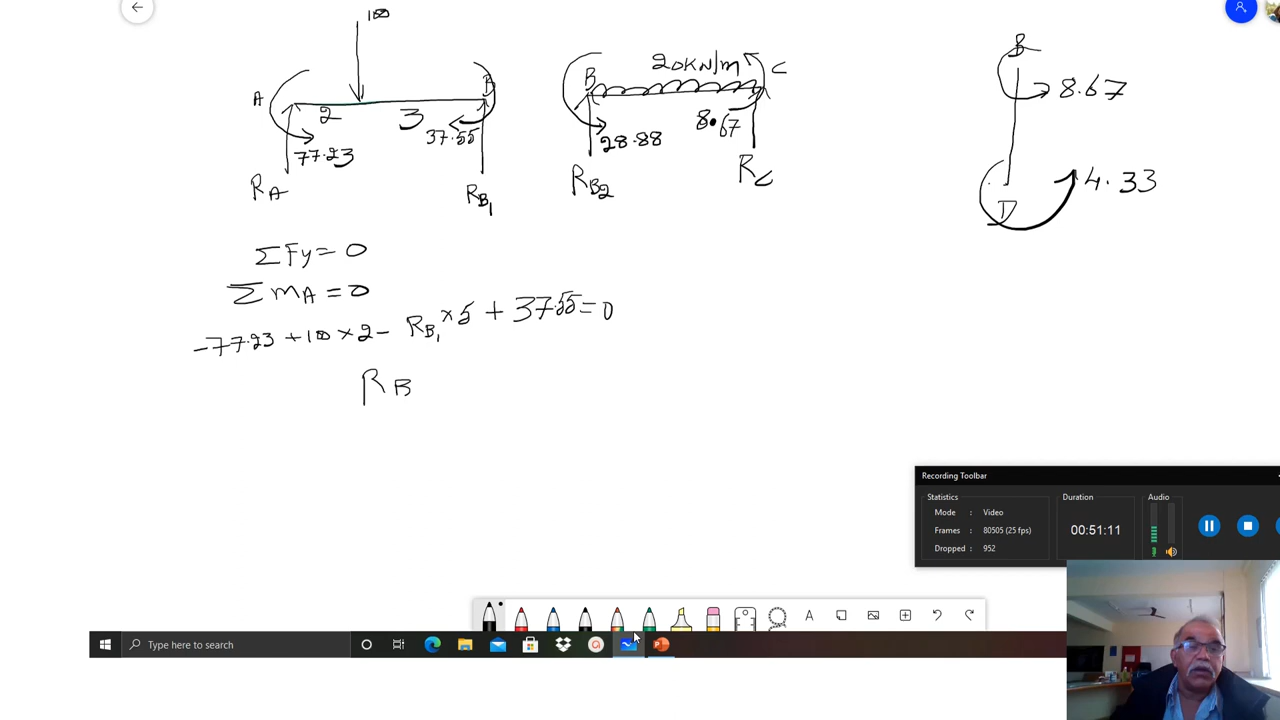 100
A 2 3 B
77.23 37.55
RA RB1
B 20KN/m C
28.88 8.67
RB2 RC
B
8.67
4.33
D
ΣFy = 0
ΣmA = 0
-77.23 + 100 × 2 - RB1 × 5 + 37.55 = 0
RB
Recording Toolbar
Statistics Duration Audio
Mode : Video
Frames : 80505 (25 fps) 00:51:11
Dropped : 952
A
Type here to search